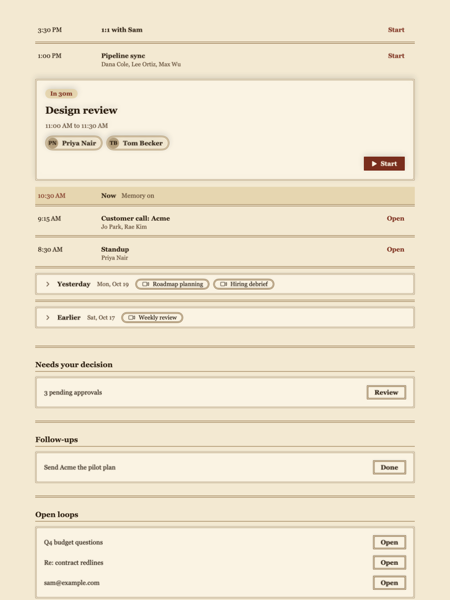 3:30 PM 1:1 with Sam Start
1:00 PM Pipeline sync Start
Dana Cole, Lee Ortiz, Max Wu
In 30m
Design review
11:00 AM to 11:30 AM
PN Priya Nair TB Tom Becker
Start
10:30 AM Now Memory on
9:15 AM Customer call: Acme Open
Jo Park, Rae Kim
8:30 AM Standup Open
Priya Nair
Yesterday Mon, Oct 19 Roadmap planning Hiring debrief
Earlier Sat, Oct 17 Weekly review
Needs your decision
3 pending approvals Review
Follow-ups
Send Acme the pilot plan Done
Open loops
Q4 budget questions Open
Re: contract redlines Open
sam@example.com Open